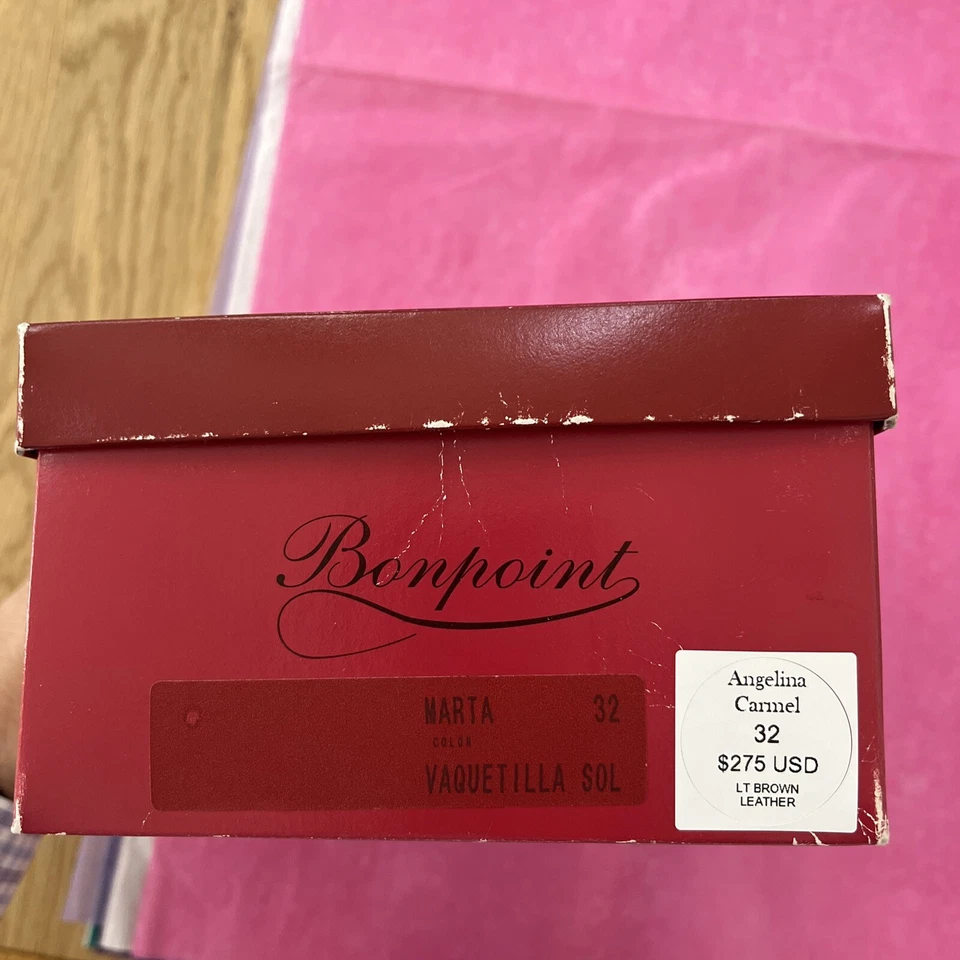 Bonpoint
MARTA 32
COLOR
VAQUETILLA SOL
Angelina
Carmel
32
$275 USD
LT BROWN
LEATHER